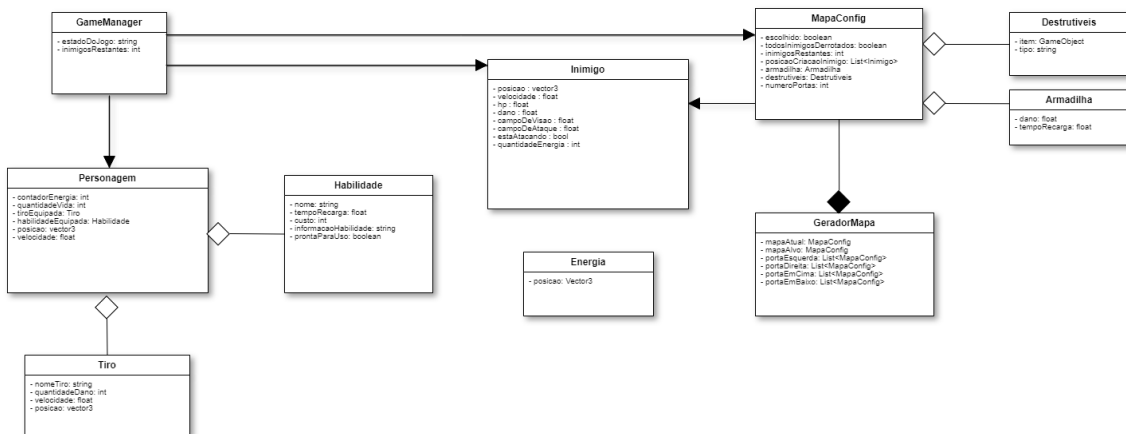 GameManager
- estadoDoJogo: string
- inimigosRestantes: int
MapaConfig
- escolhido: boolean
- todosInimigosDerrotados: boolean
- inimigosRestantes: int
- posicaoCriacaoInimigo: List<Inimigo>
- armadilha: Armadilha
- destrutiveis: Destrutiveis
- numeroPortas: int
Destrutiveis
- item: GameObject
- tipo: string
Inimigo
- posicao : vector3
- velocidade : float
- hp : float
- dano : float
- campoDeVisao : float
- campoDeAtaque : float
- estaAtacando : bool
- quantidadeEnergia : int
Armadilha
- dano: float
- tempoRecarga: float
Personagem
- contadorEnergia: int
- quantidadeVida: int
- tiroEquipada: Tiro
- habilidadeEquipada: Habilidade
- posicao: vector3
- velocidade: float
Habilidade
- nome: string
- tempoRecarga: float
- custo: int
- informacaoHabilidade: string
- prontaParaUso: boolean
GeradorMapa
- mapaAtual: MapaConfig
- mapaAlvo: MapaConfig
- portaEsquerda: List<MapaConfig>
- portaDireita: List<MapaConfig>
- portaEmCima: List<MapaConfig>
- portaEmBaixo: List<MapaConfig>
Energia
- posicao: Vector3
Tiro
- nomeTiro: string
- quantidadeDano: int
- velocidade: float
- posicao: vector3